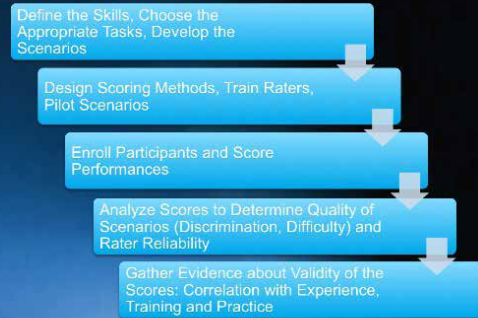 Define the Skills, Choose the
Appropriate Tasks, Develop the
Scenarios
Design Scoring Methods, Train Raters,
Pilot Scenarios
Enroll Participants and Score
Performances
Analyze Scores to Determine Quality of
Scenarios (Discrimination, Difficulty) and
Rater Reliability
Gather Evidence about Validity of the
Scores: Correlation with Experience,
Training and Practice